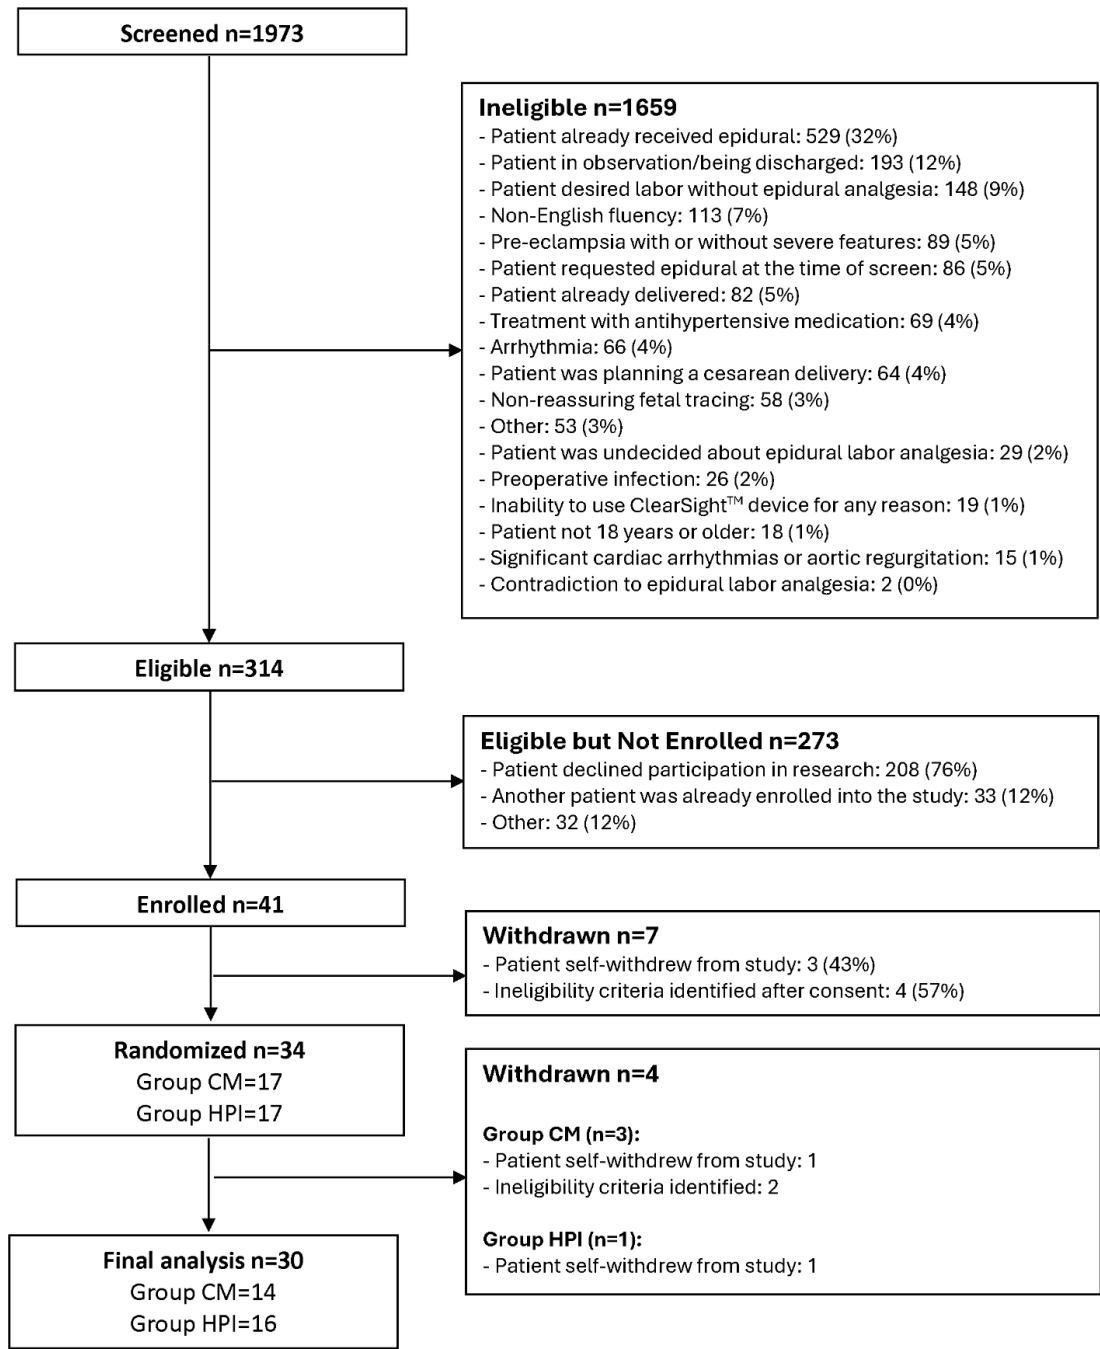 Screened n=1973
Ineligible n=1659
- Patient already received epidural: 529 (32%)
- Patient in observation/being discharged: 193 (12%)
- Patient desired labor without epidural analgesia: 148 (9%)
- Non-English fluency: 113 (7%)
- Pre-eclampsia with or without severe features: 89 (5%)
- Patient requested epidural at the time of screen: 86 (5%)
- Patient already delivered: 82 (5%)
- Treatment with antihypertensive medication: 69 (4%)
- Arrhythmia: 66 (4%)
- Patient was planning a cesarean delivery: 64 (4%)
- Non-reassuring fetal tracing: 58 (3%)
- Other: 53 (3%)
- Patient was undecided about epidural labor analgesia: 29 (2%)
- Preoperative infection: 26 (2%)
- Inability to use ClearSight™ device for any reason: 19 (1%)
- Patient not 18 years or older: 18 (1%)
- Significant cardiac arrhythmias or aortic regurgitation: 15 (1%)
- Contradiction to epidural labor analgesia: 2 (0%)
Eligible n=314
Eligible but Not Enrolled n=273
- Patient declined participation in research: 208 (76%)
- Another patient was already enrolled into the study: 33 (12%)
- Other: 32 (12%)
Enrolled n=41
Withdrawn n=7
- Patient self-withdrew from study: 3 (43%)
- Ineligibility criteria identified after consent: 4 (57%)
Randomized n=34
Group CM=17
Group HPI=17
Withdrawn n=4
Group CM (n=3):
- Patient self-withdrew from study: 1
- Ineligibility criteria identified: 2
Group HPI (n=1):
- Patient self-withdrew from study: 1
Final analysis n=30
Group CM=14
Group HPI=16